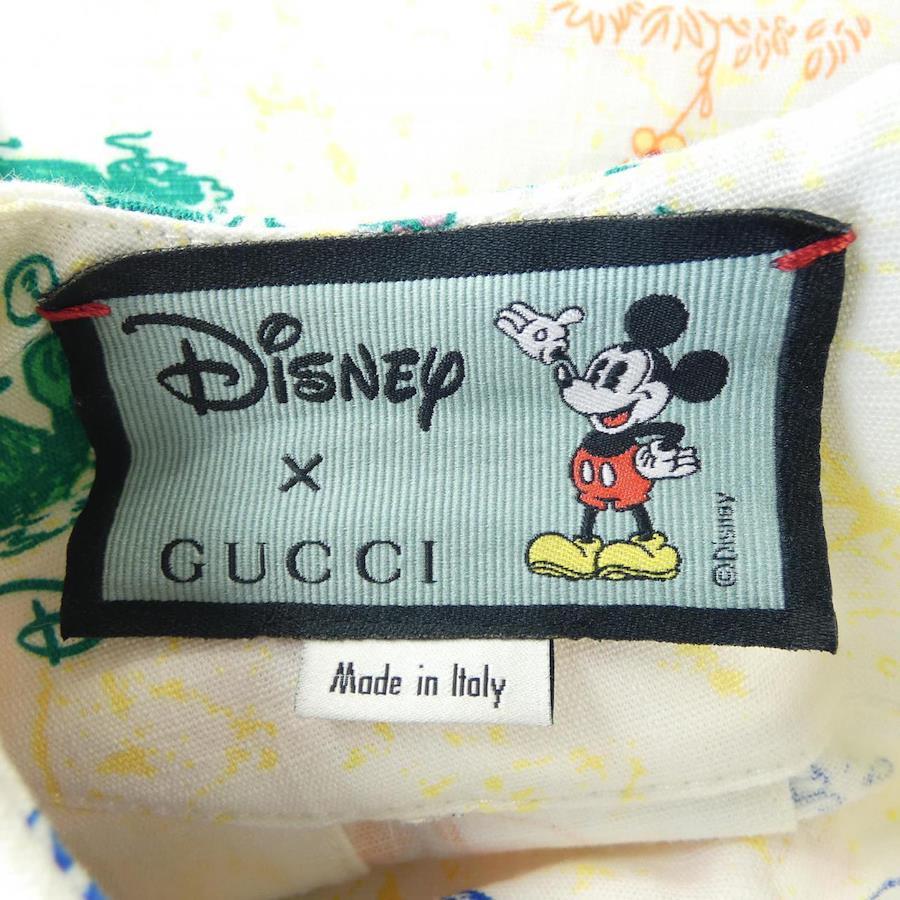 Disney
×
GUCCI
©Disney
Made in Italy